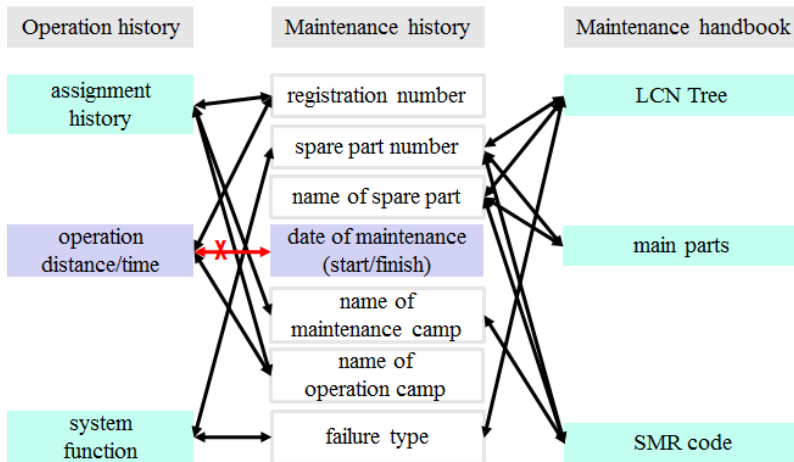 Operation history
Maintenance history
Maintenance handbook
assignment
history
registration number
LCN Tree
spare part number
name of spare part
operation
distance/time
X
date of maintenance
(start/finish)
main parts
name of
maintenance camp
name of
operation camp
system
function
failure type
SMR code